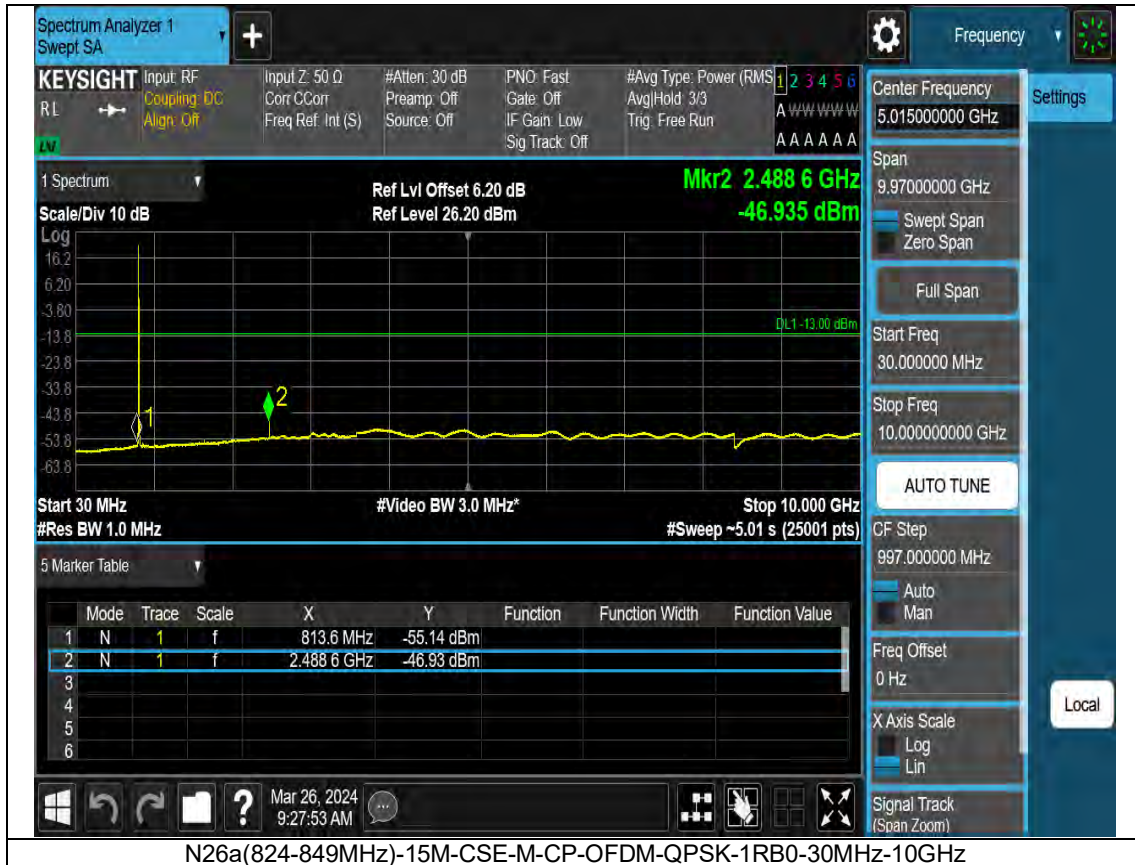 Spectrum Analyzer 1
Swept SA
Frequency
KEYSIGHT
RL
Input: RF
Coupling: DC
Align: Off
Input Z: 50 Ω
Corr CCorr
Freq Ref: Int (S)
#Atten: 30 dB
Preamp: Off
Source: Off
PNO: Fast
Gate: Off
IF Gain: Low
Sig Track: Off
#Avg Type: Power (RMS
Avg|Hold: 3/3
Trig: Free Run
1 2 3 4 5 6
A W W W W W
A A A A A A
1 Spectrum
Scale/Div 10 dB
Ref Lvl Offset 6.20 dB
Ref Level 26.20 dBm
Mkr2 2.488 6 GHz
-46.935 dBm
Log
16.2
6.20
-3.80
-13.8
-23.8
-33.8
-43.8
-53.8
-63.8
DL1 -13.00 dBm
1
2
Start 30 MHz
#Video BW 3.0 MHz*
Stop 10.000 GHz
#Res BW 1.0 MHz
#Sweep ~5.01 s (25001 pts)
5 Marker Table
Mode Trace Scale X Y Function Function Width Function Value
1 N 1 f 813.6 MHz -55.14 dBm
2 N 1 f 2.488 6 GHz -46.93 dBm
3
4
5
6
Mar 26, 2024
9:27:53 AM
Center Frequency
5.015000000 GHz
Settings
Span
9.97000000 GHz
Swept Span
Zero Span
Full Span
Start Freq
30.000000 MHz
Stop Freq
10.000000000 GHz
AUTO TUNE
CF Step
997.000000 MHz
Auto
Man
Freq Offset
0 Hz
X Axis Scale
Log
Lin
Signal Track
(Span Zoom)
Local
N26a(824-849MHz)-15M-CSE-M-CP-OFDM-QPSK-1RB0-30MHz-10GHz